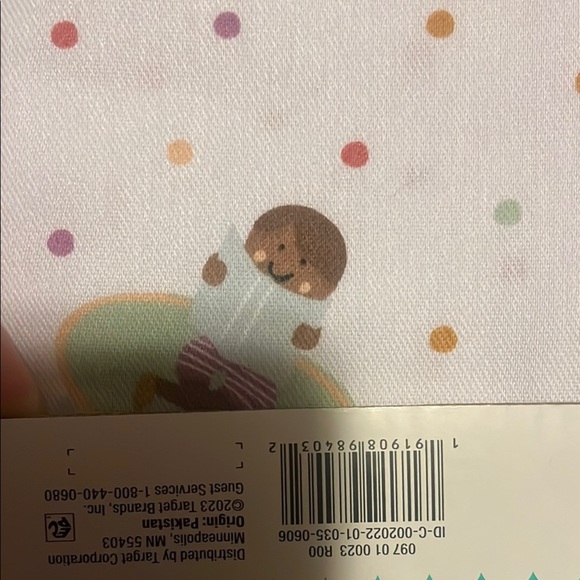 Distributed by Target Corporation
Minneapolis, MN 55403
Origin: Pakistan
©2023 Target Brands, Inc.
Guest Services 1-800-440-0680
097 01 0023 R00
ID-C-002022-01-035-0606
1 91908 98403 2